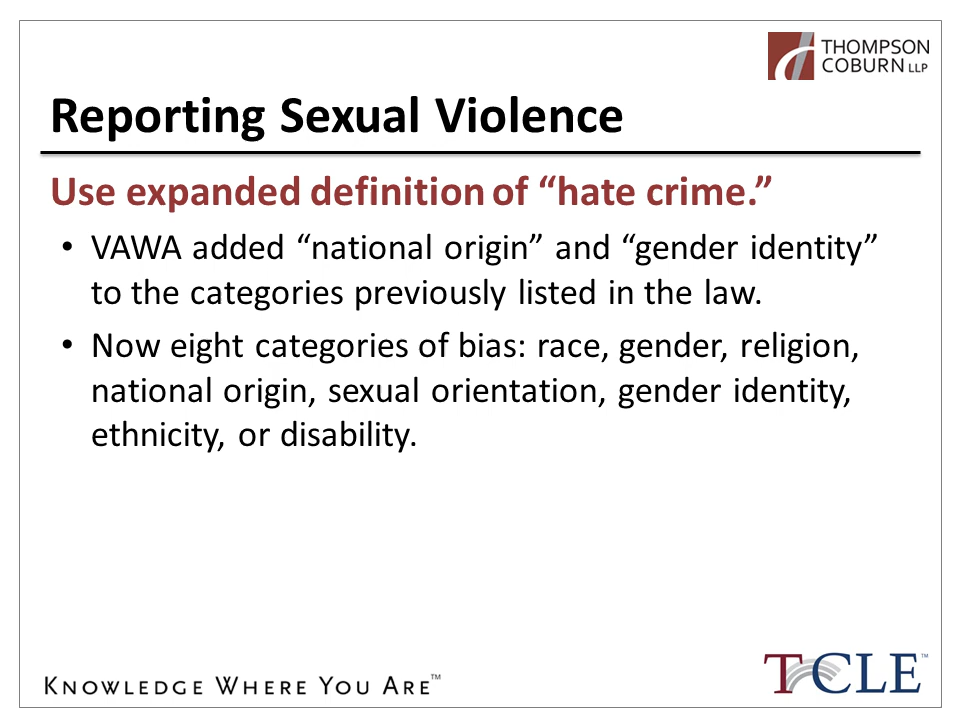 THOMPSON
COBURN LLP
Reporting Sexual Violence
Use expanded definition of “hate crime.”
• VAWA added “national origin” and “gender identity”
to the categories previously listed in the law.
• Now eight categories of bias: race, gender, religion,
national origin, sexual orientation, gender identity,
ethnicity, or disability.
KNOWLEDGE WHERE YOU ARE™
TCLE™